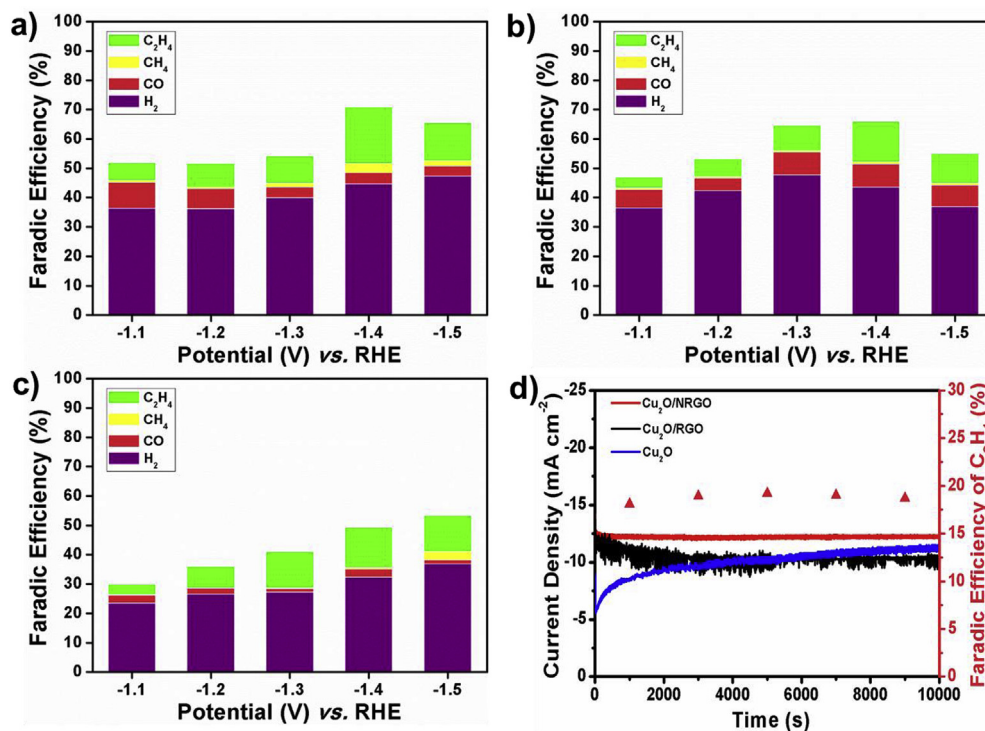 a)
100
90
80
70
60
50
40
30
20
10
0
Faradic Efficiency (%)
C₂H₄
CH₄
CO
H₂
-1.1 -1.2 -1.3 -1.4 -1.5
Potential (V) vs. RHE
b)
100
90
80
70
60
50
40
30
20
10
0
Faradic Efficiency (%)
C₂H₄
CH₄
CO
H₂
-1.1 -1.2 -1.3 -1.4 -1.5
Potential (V) vs. RHE
c)
100
90
80
70
60
50
40
30
20
10
0
Faradic Efficiency (%)
C₂H₄
CH₄
CO
H₂
-1.1 -1.2 -1.3 -1.4 -1.5
Potential (V) vs. RHE
d)
-25
-20
-15
-10
-5
0
Current Density (mA cm⁻²)
Cu₂O/NRGO
Cu₂O/RGO
Cu₂O
30
25
20
15
10
5
0
Faradic Efficiency of C₂H₄ (%)
0 2000 4000 6000 8000 10000
Time (s)